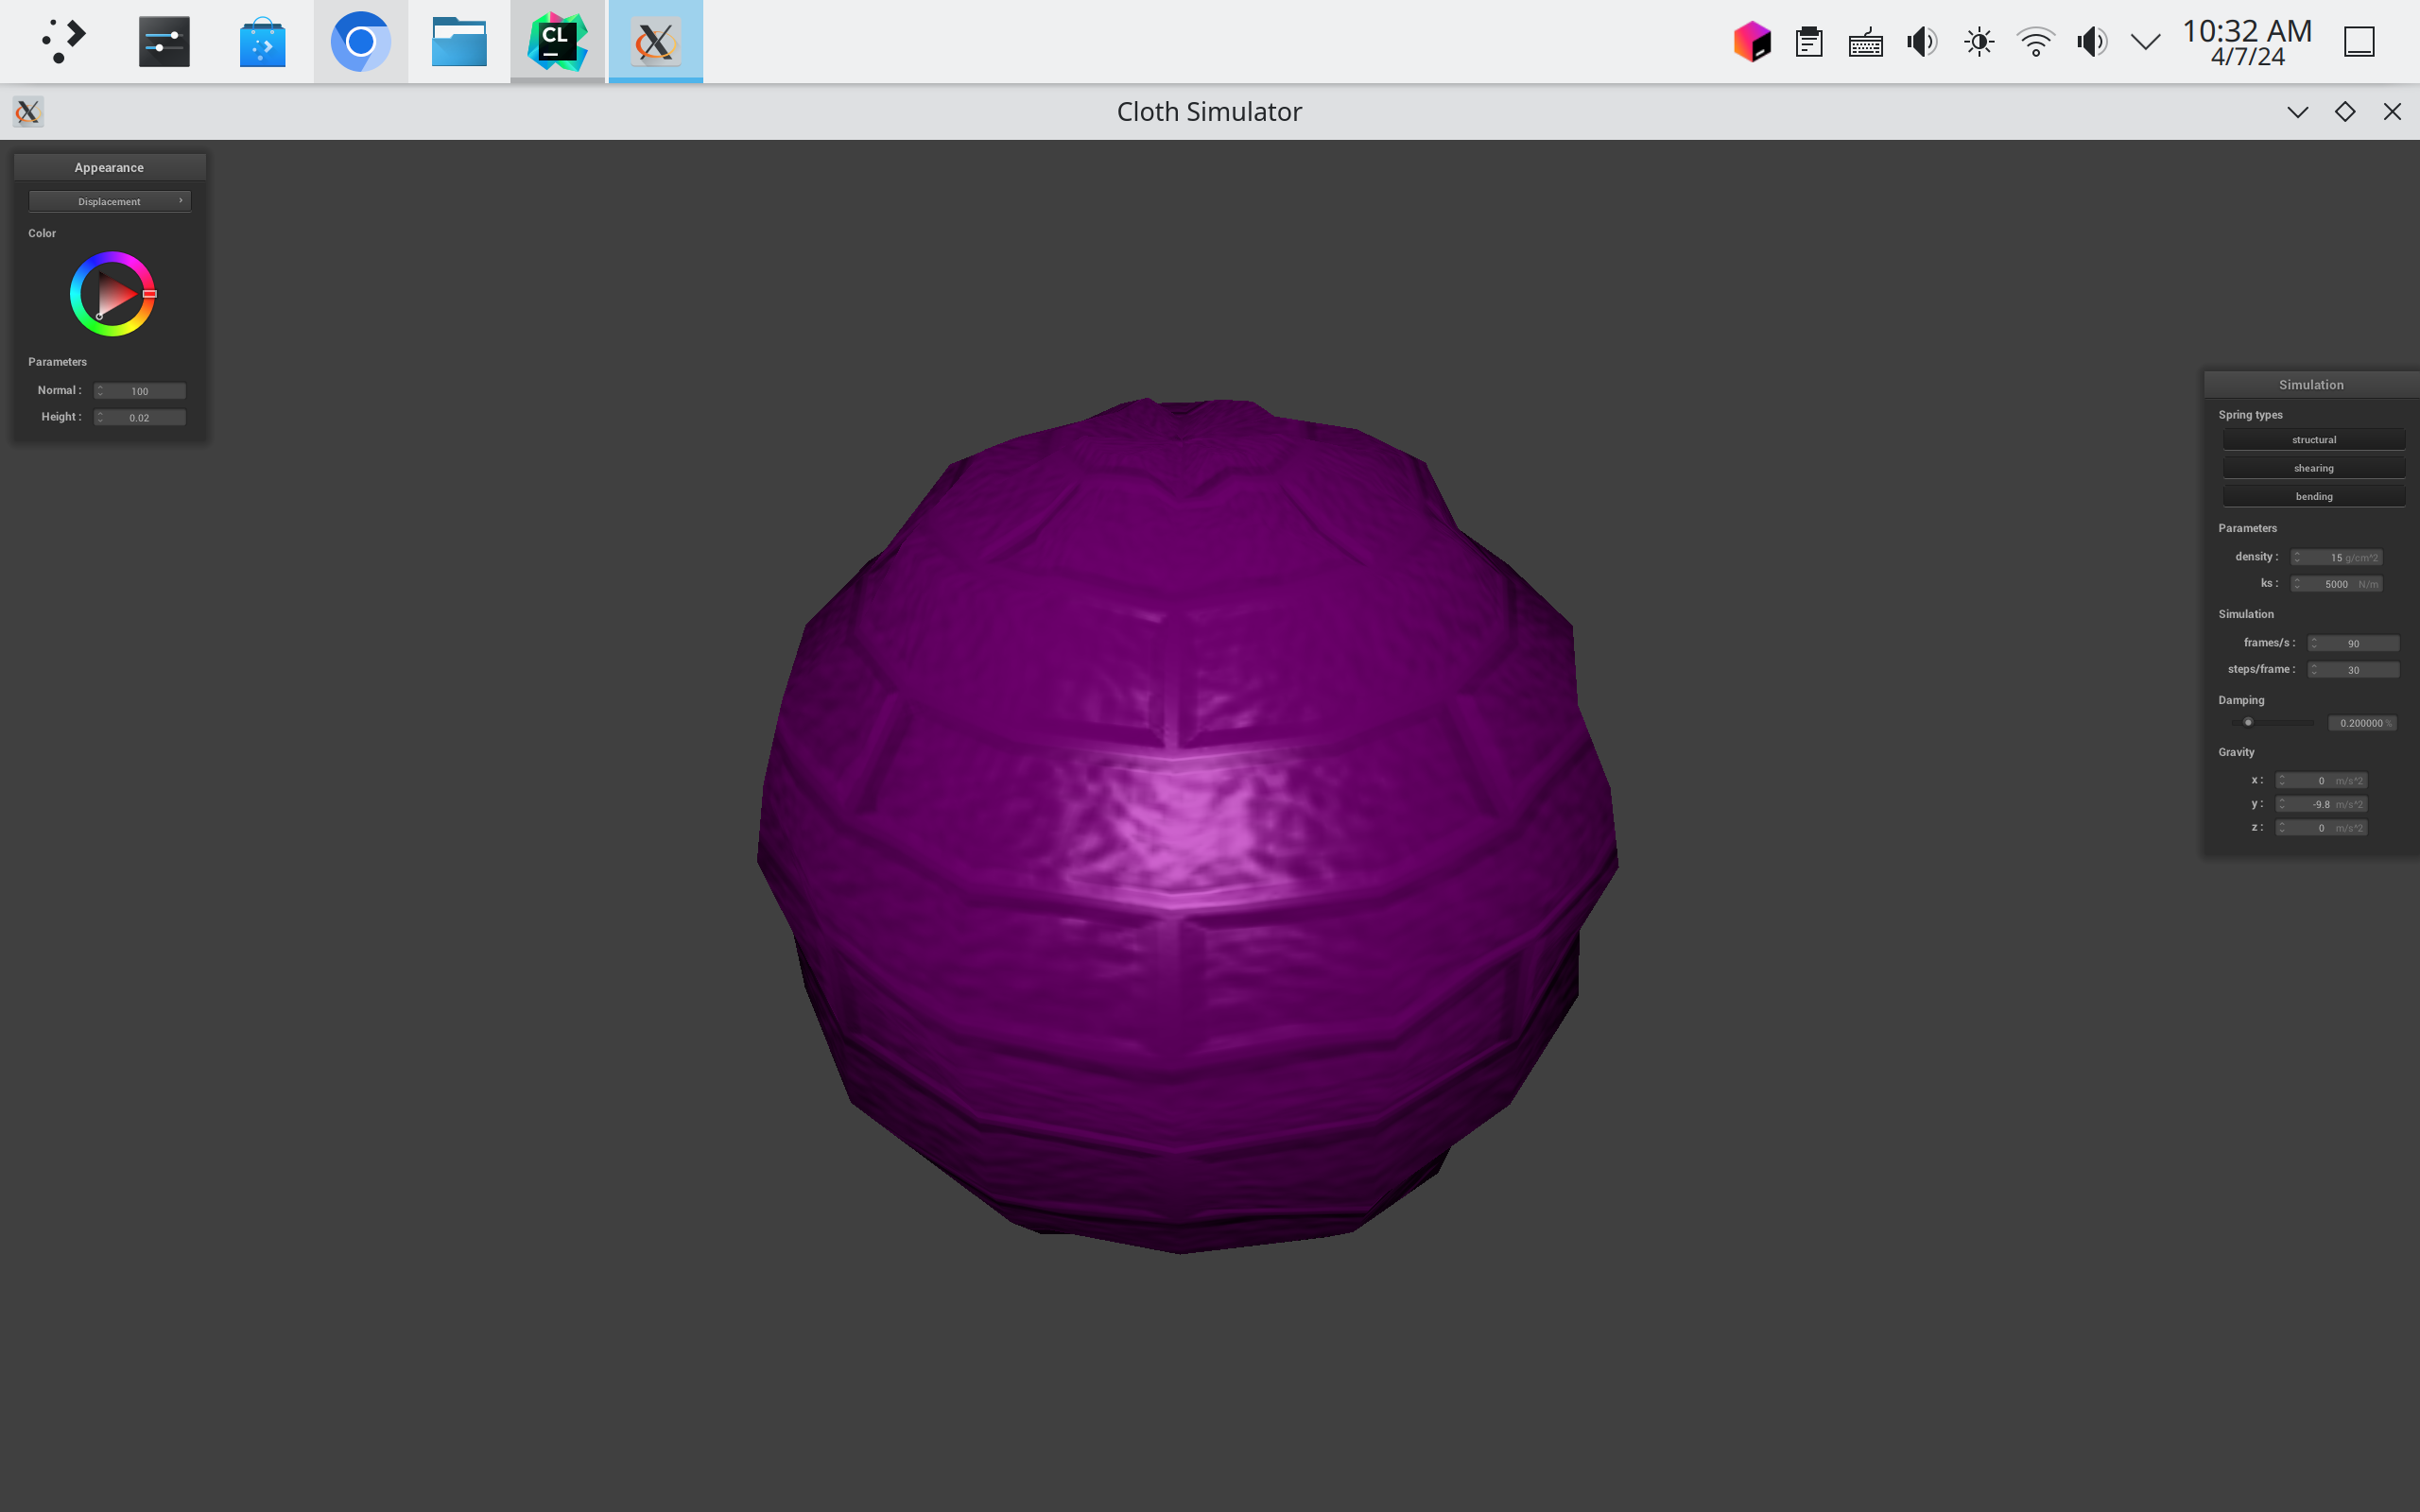 CL
10:32 AM
4/7/24
Cloth Simulator
Appearance
Displacement
Color
Parameters
Normal : 100
Height : 0.02
Simulation
Spring types
structural
shearing
bending
Parameters
density : 15 g/cm^2
ks : 5000 N/m
Simulation
frames/s : 90
steps/frame : 30
Damping
0.200000 %
Gravity
x : 0 m/s^2
y : -9.8 m/s^2
z : 0 m/s^2